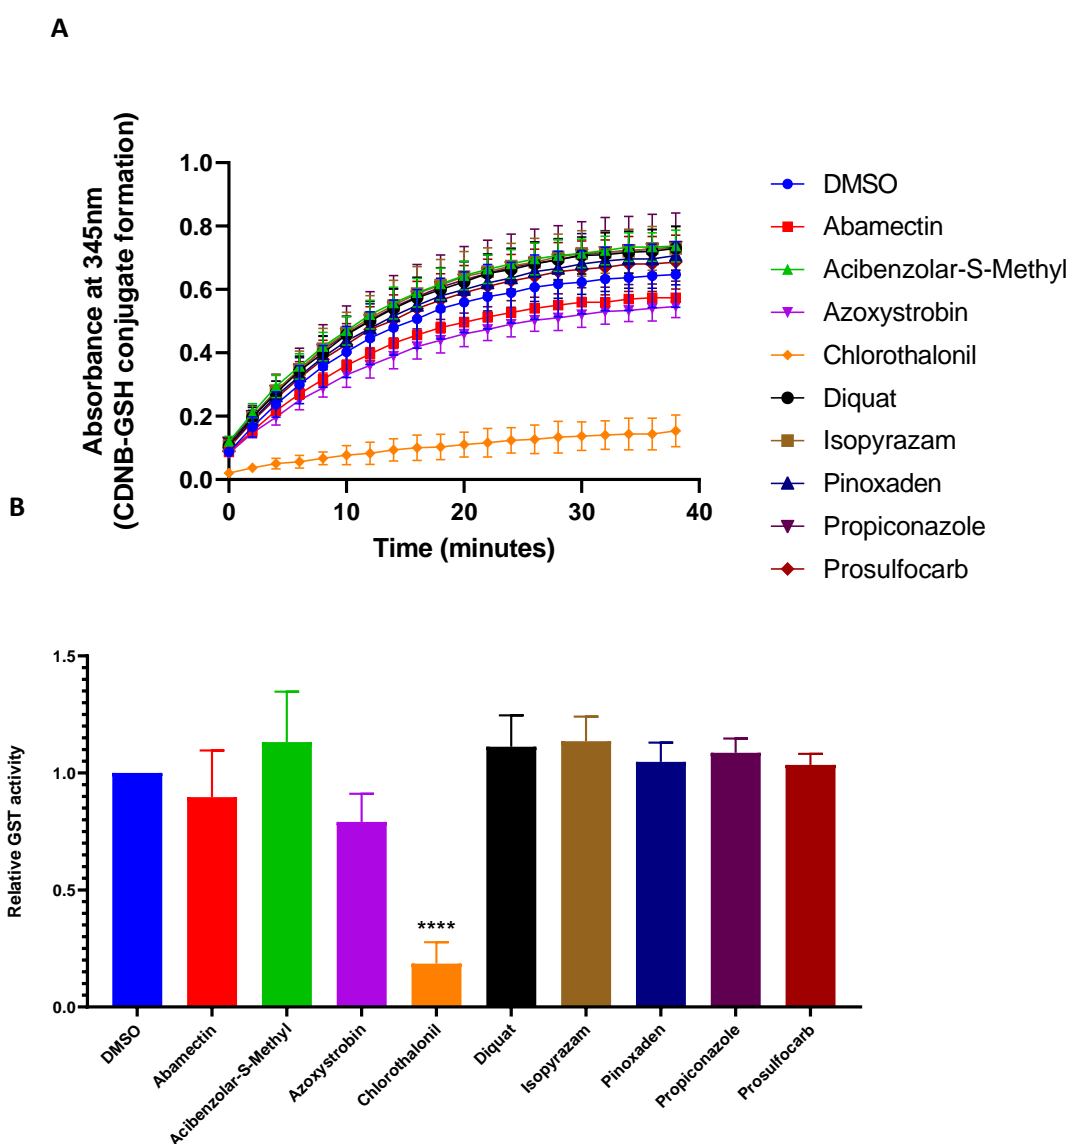 A
Absorbance at 345nm
(CDNB-GSH conjugate formation)
1.0
0.8
0.6
0.4
0.2
0.0
0 10 20 30 40
Time (minutes)
DMSO
Abamectin
Acibenzolar-S-Methyl
Azoxystrobin
Chlorothalonil
Diquat
Isopyrazam
Pinoxaden
Propiconazole
Prosulfocarb
B
Relative GST activity
1.5
1.0
0.5
0.0
****
DMSO
Abamectin
Acibenzolar-S-Methyl
Azoxystrobin
Chlorothalonil
Diquat
Isopyrazam
Pinoxaden
Propiconazole
Prosulfocarb